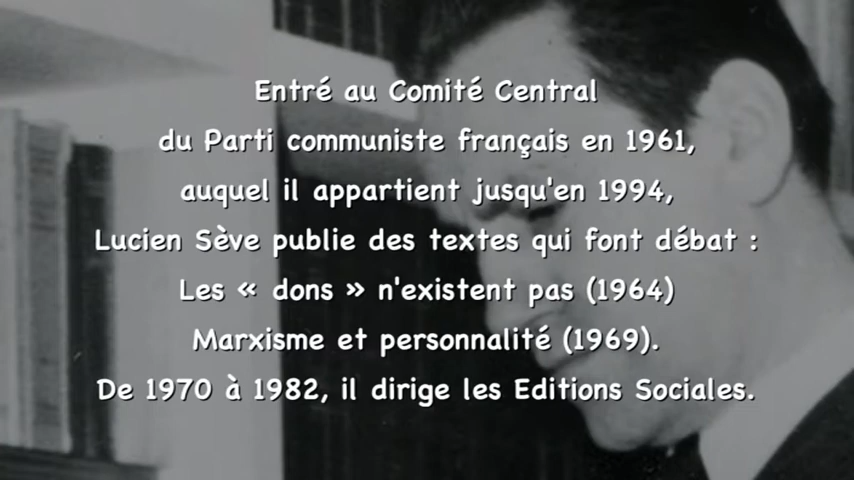 Entré au Comité Central
du Parti communiste français en 1961,
auquel il appartient jusqu'en 1994,
Lucien Sève publie des textes qui font débat :
Les « dons » n'existent pas (1964)
Marxisme et personnalité (1969).
De 1970 à 1982, il dirige les Editions Sociales.